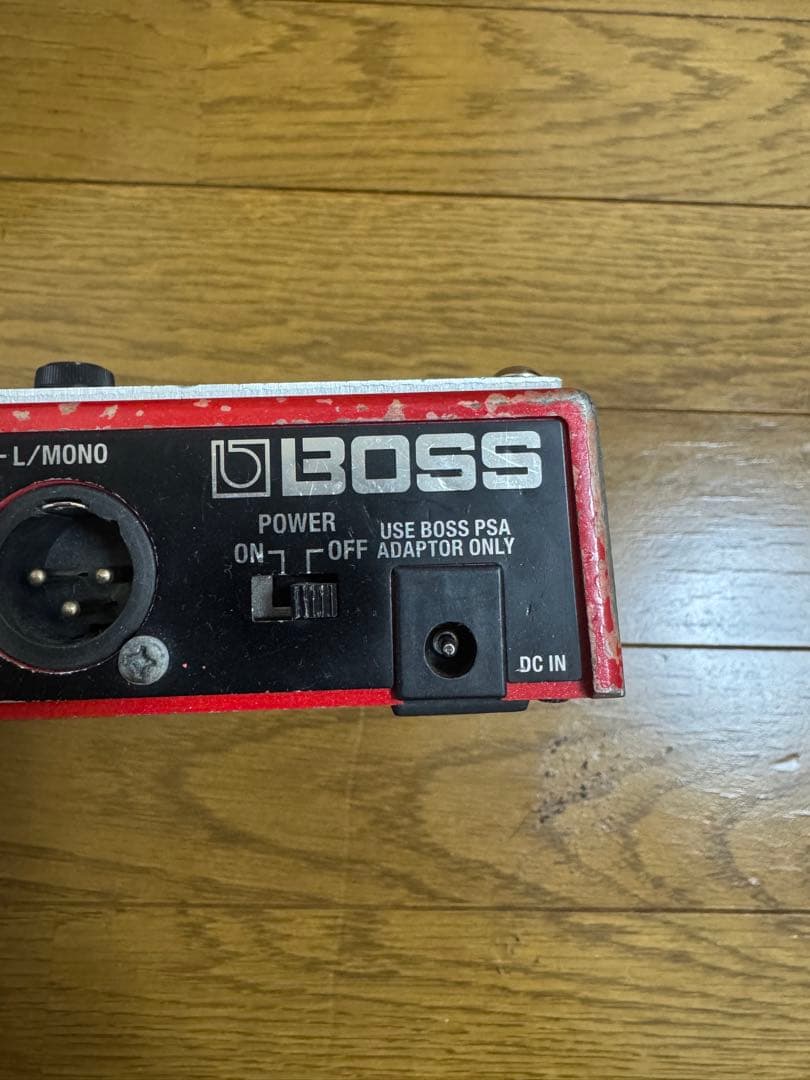 L/MONO
BOSS
POWER
ON OFF
USE BOSS PSA
ADAPTOR ONLY
DC IN